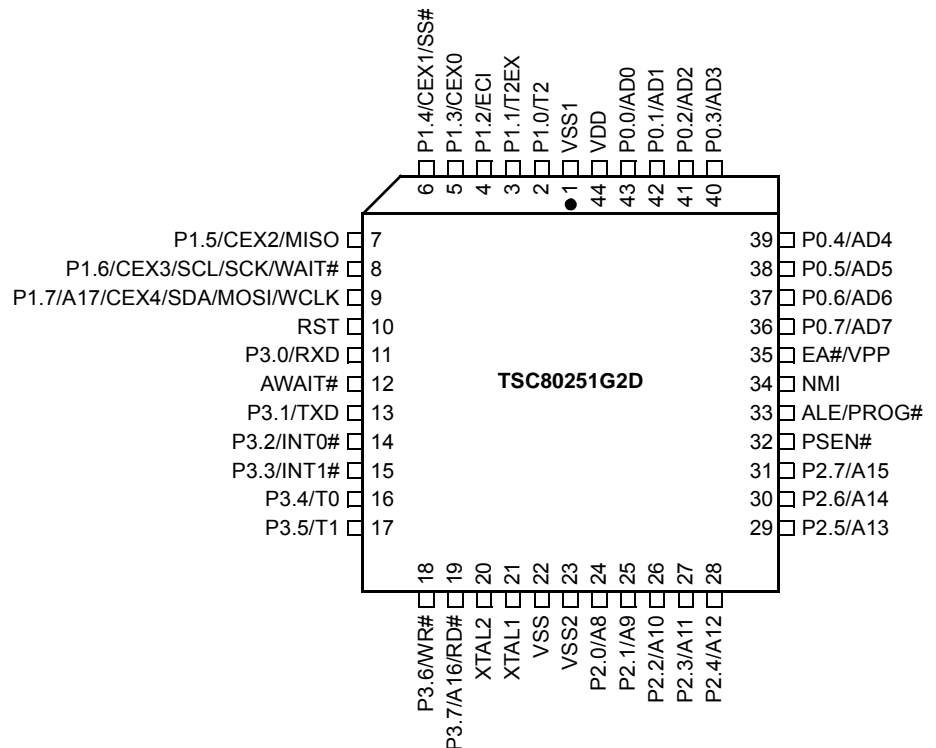 P1.4/CEX1/SS#
P1.3/CEX0
P1.2/ECI
P1.1/T2EX
P1.0/T2
VSS1
VDD
P0.0/AD0
P0.1/AD1
P0.2/AD2
P0.3/AD3
6
5
4
3
2
1
44
43
42
41
40
P1.5/CEX2/MISO 7
P1.6/CEX3/SCL/SCK/WAIT# 8
P1.7/A17/CEX4/SDA/MOSI/WCLK 9
RST 10
P3.0/RXD 11
AWAIT# 12
P3.1/TXD 13
P3.2/INT0# 14
P3.3/INT1# 15
P3.4/T0 16
P3.5/T1 17
TSC80251G2D
39 P0.4/AD4
38 P0.5/AD5
37 P0.6/AD6
36 P0.7/AD7
35 EA#/VPP
34 NMI
33 ALE/PROG#
32 PSEN#
31 P2.7/A15
30 P2.6/A14
29 P2.5/A13
18
19
20
21
22
23
24
25
26
27
28
P3.6/WR#
P3.7/A16/RD#
XTAL2
XTAL1
VSS
VSS2
P2.0/A8
P2.1/A9
P2.2/A10
P2.3/A11
P2.4/A12